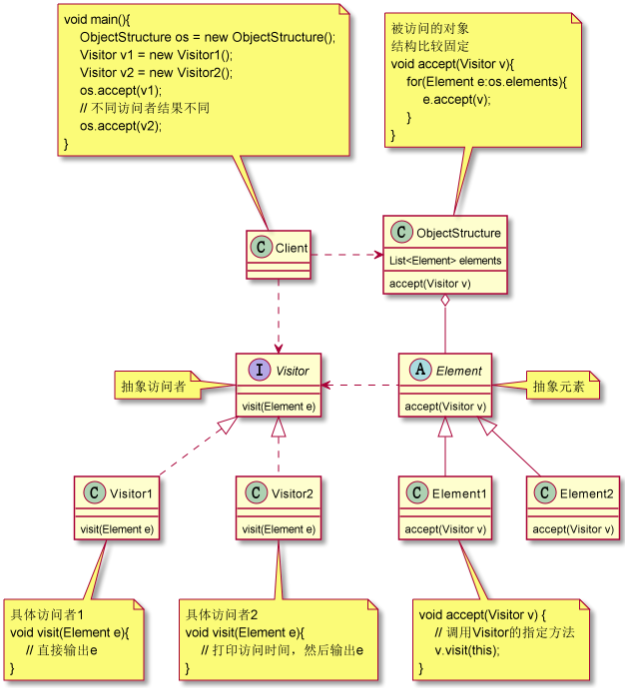 void main(){
ObjectStructure os = new ObjectStructure();
Visitor v1 = new Visitor1();
Visitor v2 = new Visitor2();
os.accept(v1);
// 不同访问者结果不同
os.accept(v2);
}
被访问的对象
结构比较固定
void accept(Visitor v){
for(Element e:os.elements){
e.accept(v);
}
}
C Client
C ObjectStructure
List<Element> elements
accept(Visitor v)
抽象访问者
I Visitor
visit(Element e)
A Element
accept(Visitor v)
抽象元素
C Visitor1
visit(Element e)
C Visitor2
visit(Element e)
C Element1
accept(Visitor v)
C Element2
accept(Visitor v)
具体访问者1
void visit(Element e){
// 直接输出e
}
具体访问者2
void visit(Element e){
// 打印访问时间，然后输出e
}
void accept(Visitor v) {
// 调用Visitor的指定方法
v.visit(this);
}